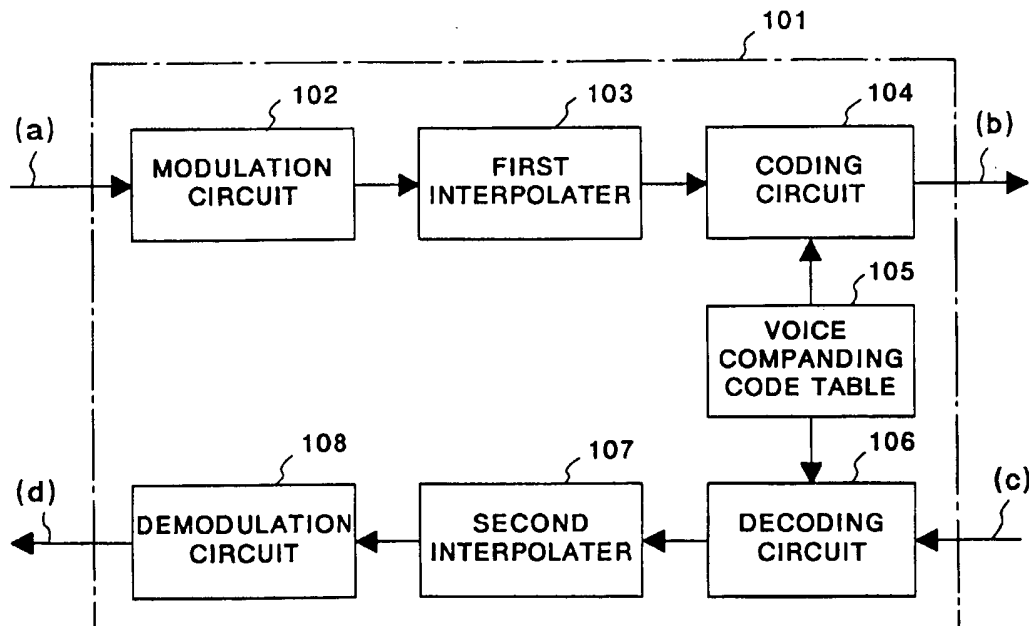 101
102
103
104
(a)
(b)
MODULATION
CIRCUIT
FIRST
INTERPOLATER
CODING
CIRCUIT
105
VOICE
COMPANDING
CODE TABLE
108
107
106
(d)
(c)
DEMODULATION
CIRCUIT
SECOND
INTERPOLATER
DECODING
CIRCUIT